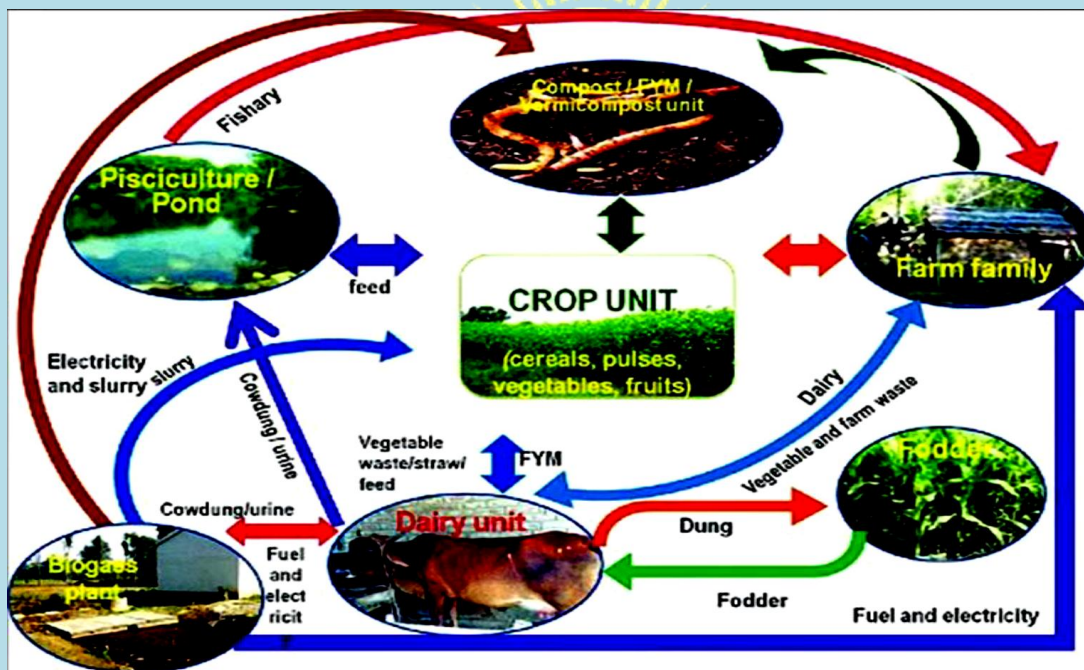 Compost / FYM /
Vermicompost unit
Fishary
Pisciculture /
Pond
Farm family
feed
CROP UNIT
(cereals, pulses,
vegetables, fruits)
Electricity
and slurry
slurry
Cowdung/ urine
Dairy
Vegetable and farm waste
Vegetable
waste/straw/
feed
FYM
Fodder
Cowdung/urine
Dairy unit
Dung
Biogass
plant
Fuel
and
elect
ricit
Fodder
Fuel and electricity